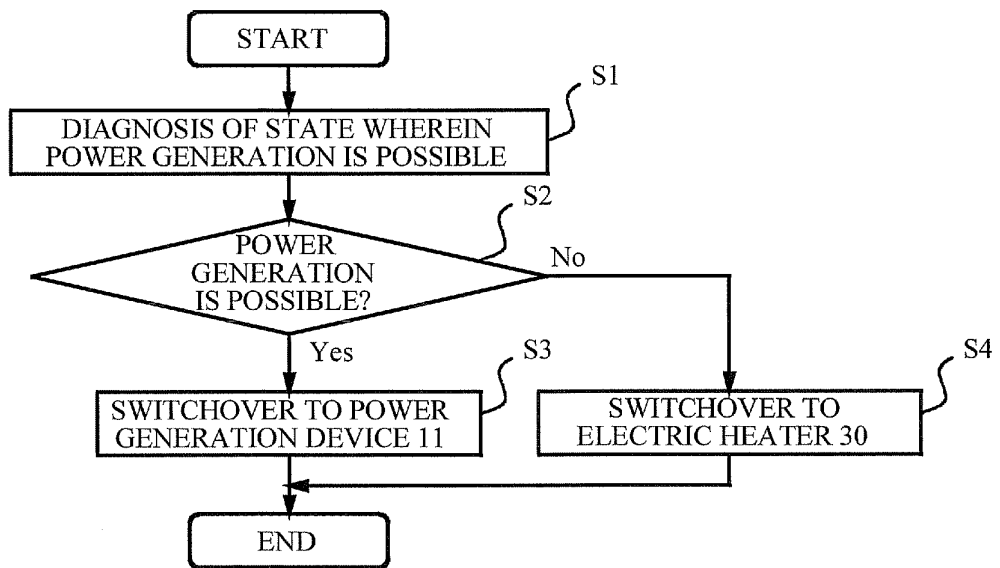 START
S1
DIAGNOSIS OF STATE WHEREIN
POWER GENERATION IS POSSIBLE
S2
POWER
GENERATION
IS POSSIBLE?
No
Yes
S3
SWITCHOVER TO POWER
GENERATION DEVICE 11
S4
SWITCHOVER TO
ELECTRIC HEATER 30
END